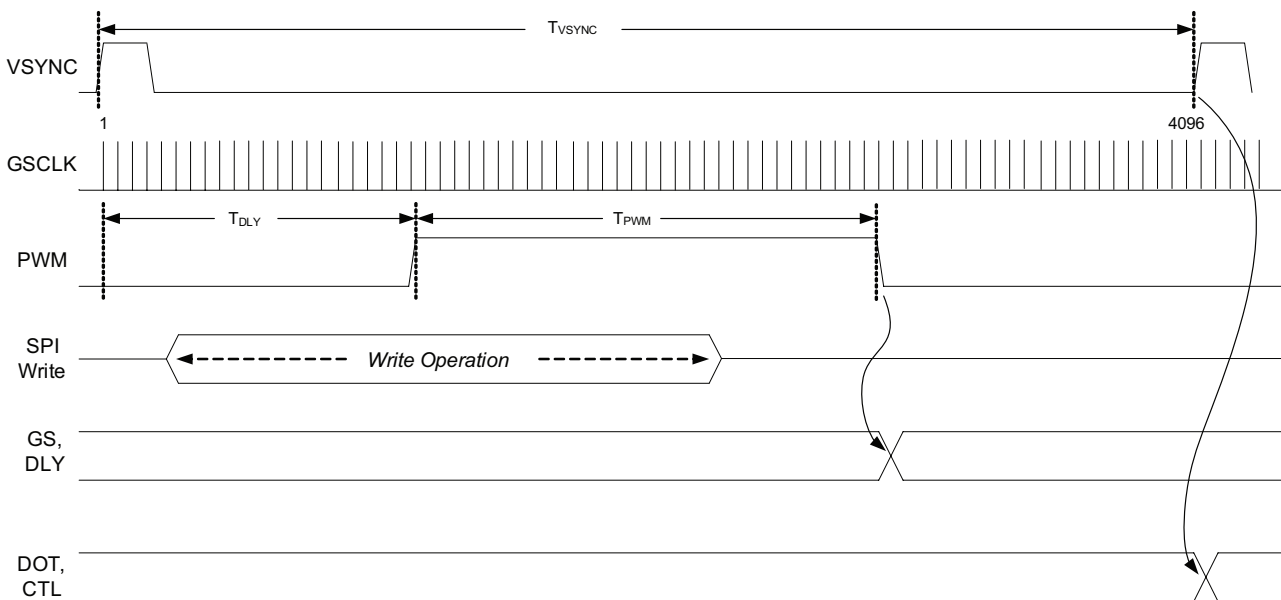 TVSYNC
VSYNC
1
4096
GSCLK
TDLY
TPWM
PWM
SPI
Write
Write Operation
GS,
DLY
DOT,
CTL